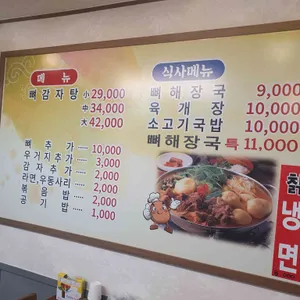 메 뉴
뼈 감 자 탕 小 29,000
中 34,000
大 42,000
뼈 추 가 ---- 10,000
우 거 지 추 가 ---- 3,000
감 자 추 가 ---- 2,000
라면,우동사리 ---- 2,000
볶 음 밥 ---- 2,000
공 기 밥 ---- 1,000
식사메뉴
뼈 해 장 국 9,000
육 개 장 10,000
소고기국밥 10,000
뼈해장국 특 11,000
칡
냉
면